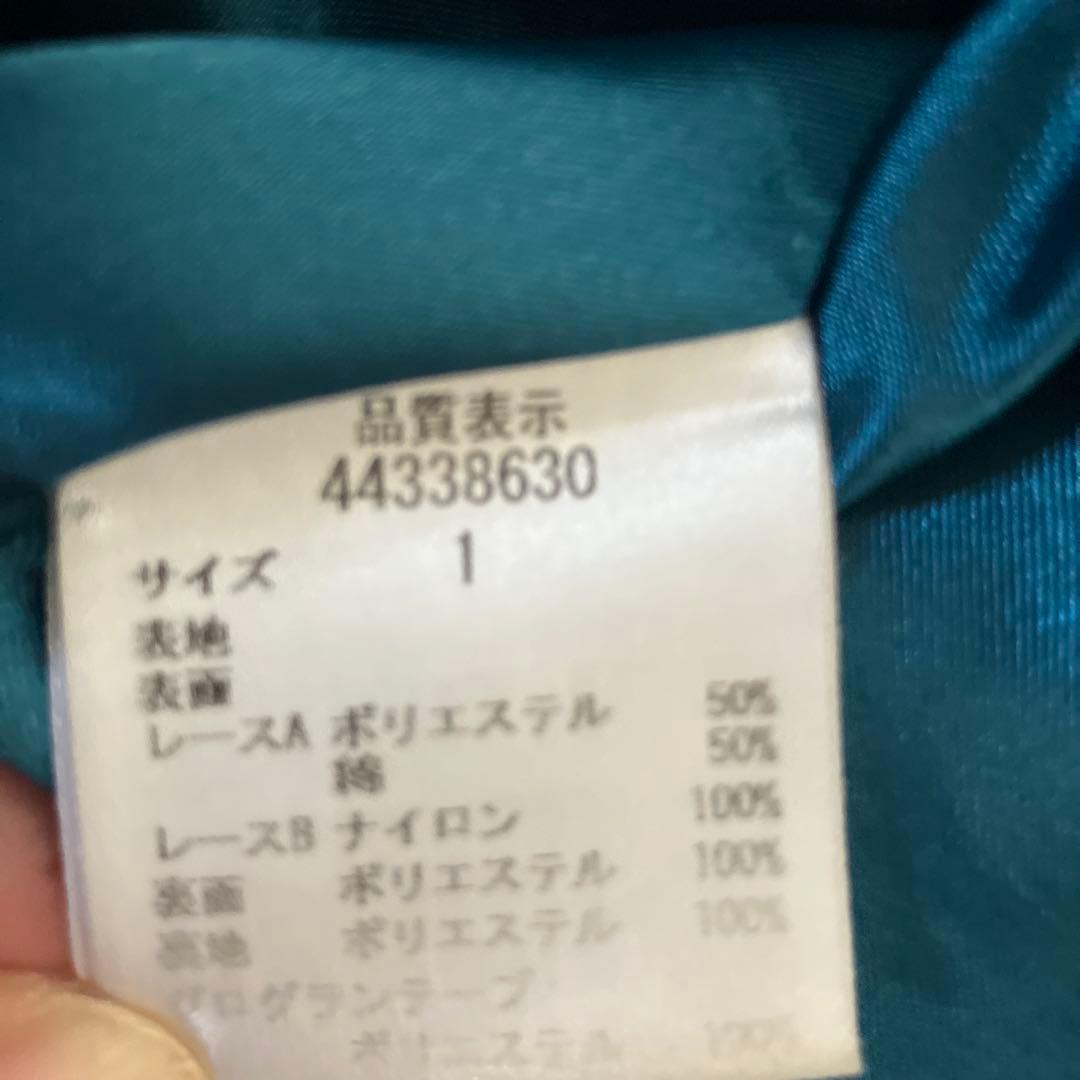 品質表示
44338630
サイズ 1
表地
表面
レースA ポリエステル 50%
綿 50%
レースB ナイロン 100%
裏面 ポリエステル 100%
裏地 ポリエステル 100%
グログランテープ
ポリエステル 100%